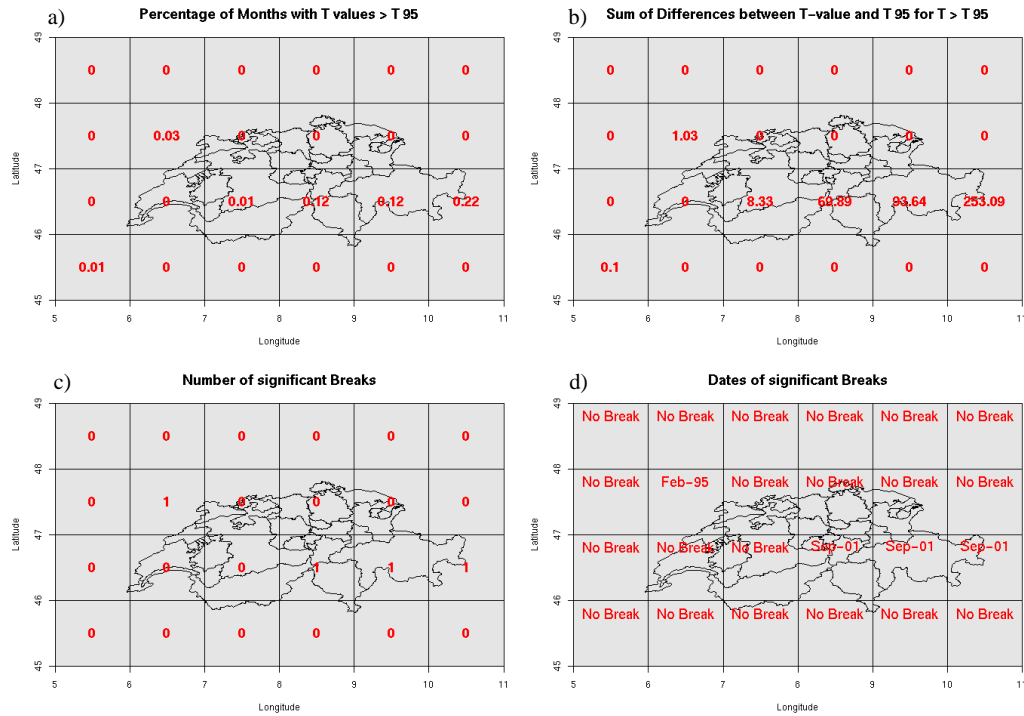 a) Percentage of Months with T values > T 95
49
0 0 0 0 0 0
48
0 0.03 0 0 0 0
Latitude
47
0 0 0.01 0.12 0.12 0.22
46
0.01 0 0 0 0 0
45
5 6 7 8 9 10 11
Longitude
b) Sum of Differences between T-value and T 95 for T > T 95
49
0 0 0 0 0 0
48
0 1.03 0 0 0 0
Latitude
47
0 0 8.33 69.89 93.64 253.09
46
0.1 0 0 0 0 0
45
5 6 7 8 9 10 11
Longitude
c) Number of significant Breaks
49
0 0 0 0 0 0
48
0 1 0 0 0 0
Latitude
47
0 0 0 1 1 1
46
0 0 0 0 0 0
45
5 6 7 8 9 10 11
Longitude
d) Dates of significant Breaks
49
No Break No Break No Break No Break No Break No Break
48
No Break Feb-95 No Break No Break No Break No Break
Latitude
47
No Break No Break No Break Sep-01 Sep-01 Sep-01
46
No Break No Break No Break No Break No Break No Break
45
5 6 7 8 9 10 11
Longitude